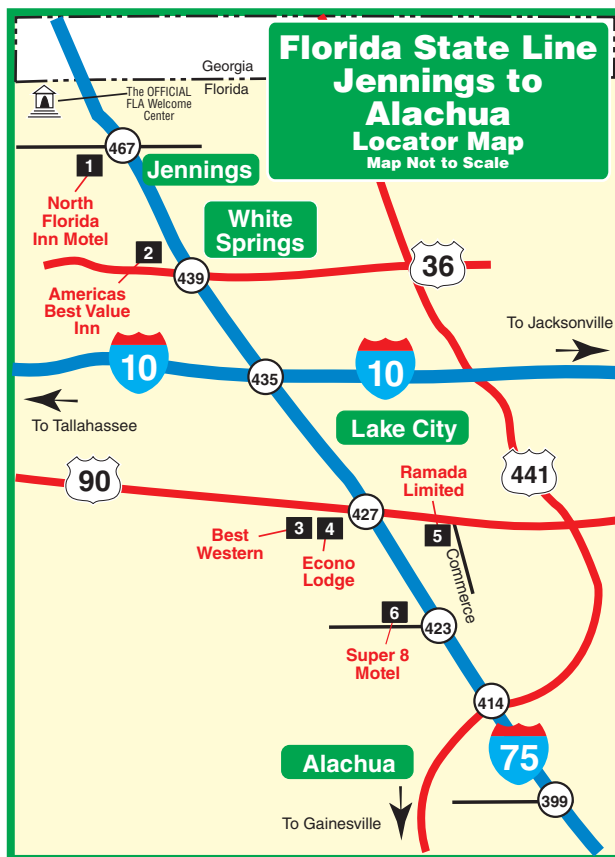 Florida State Line
Jennings to
Alachua
Locator Map
Map Not to Scale
Georgia
Florida
The OFFICIAL
FLA Welcome
Center
467
1
Jennings
North
Florida
Inn Motel
White
Springs
2
439
36
Americas
Best Value
Inn
10
435
10
To Jacksonville
To Tallahassee
Lake City
90
441
Ramada
Limited
427
3
4
5
Best
Western
Econo
Lodge
Commerce
6
423
Super 8
Motel
414
75
Alachua
399
To Gainesville